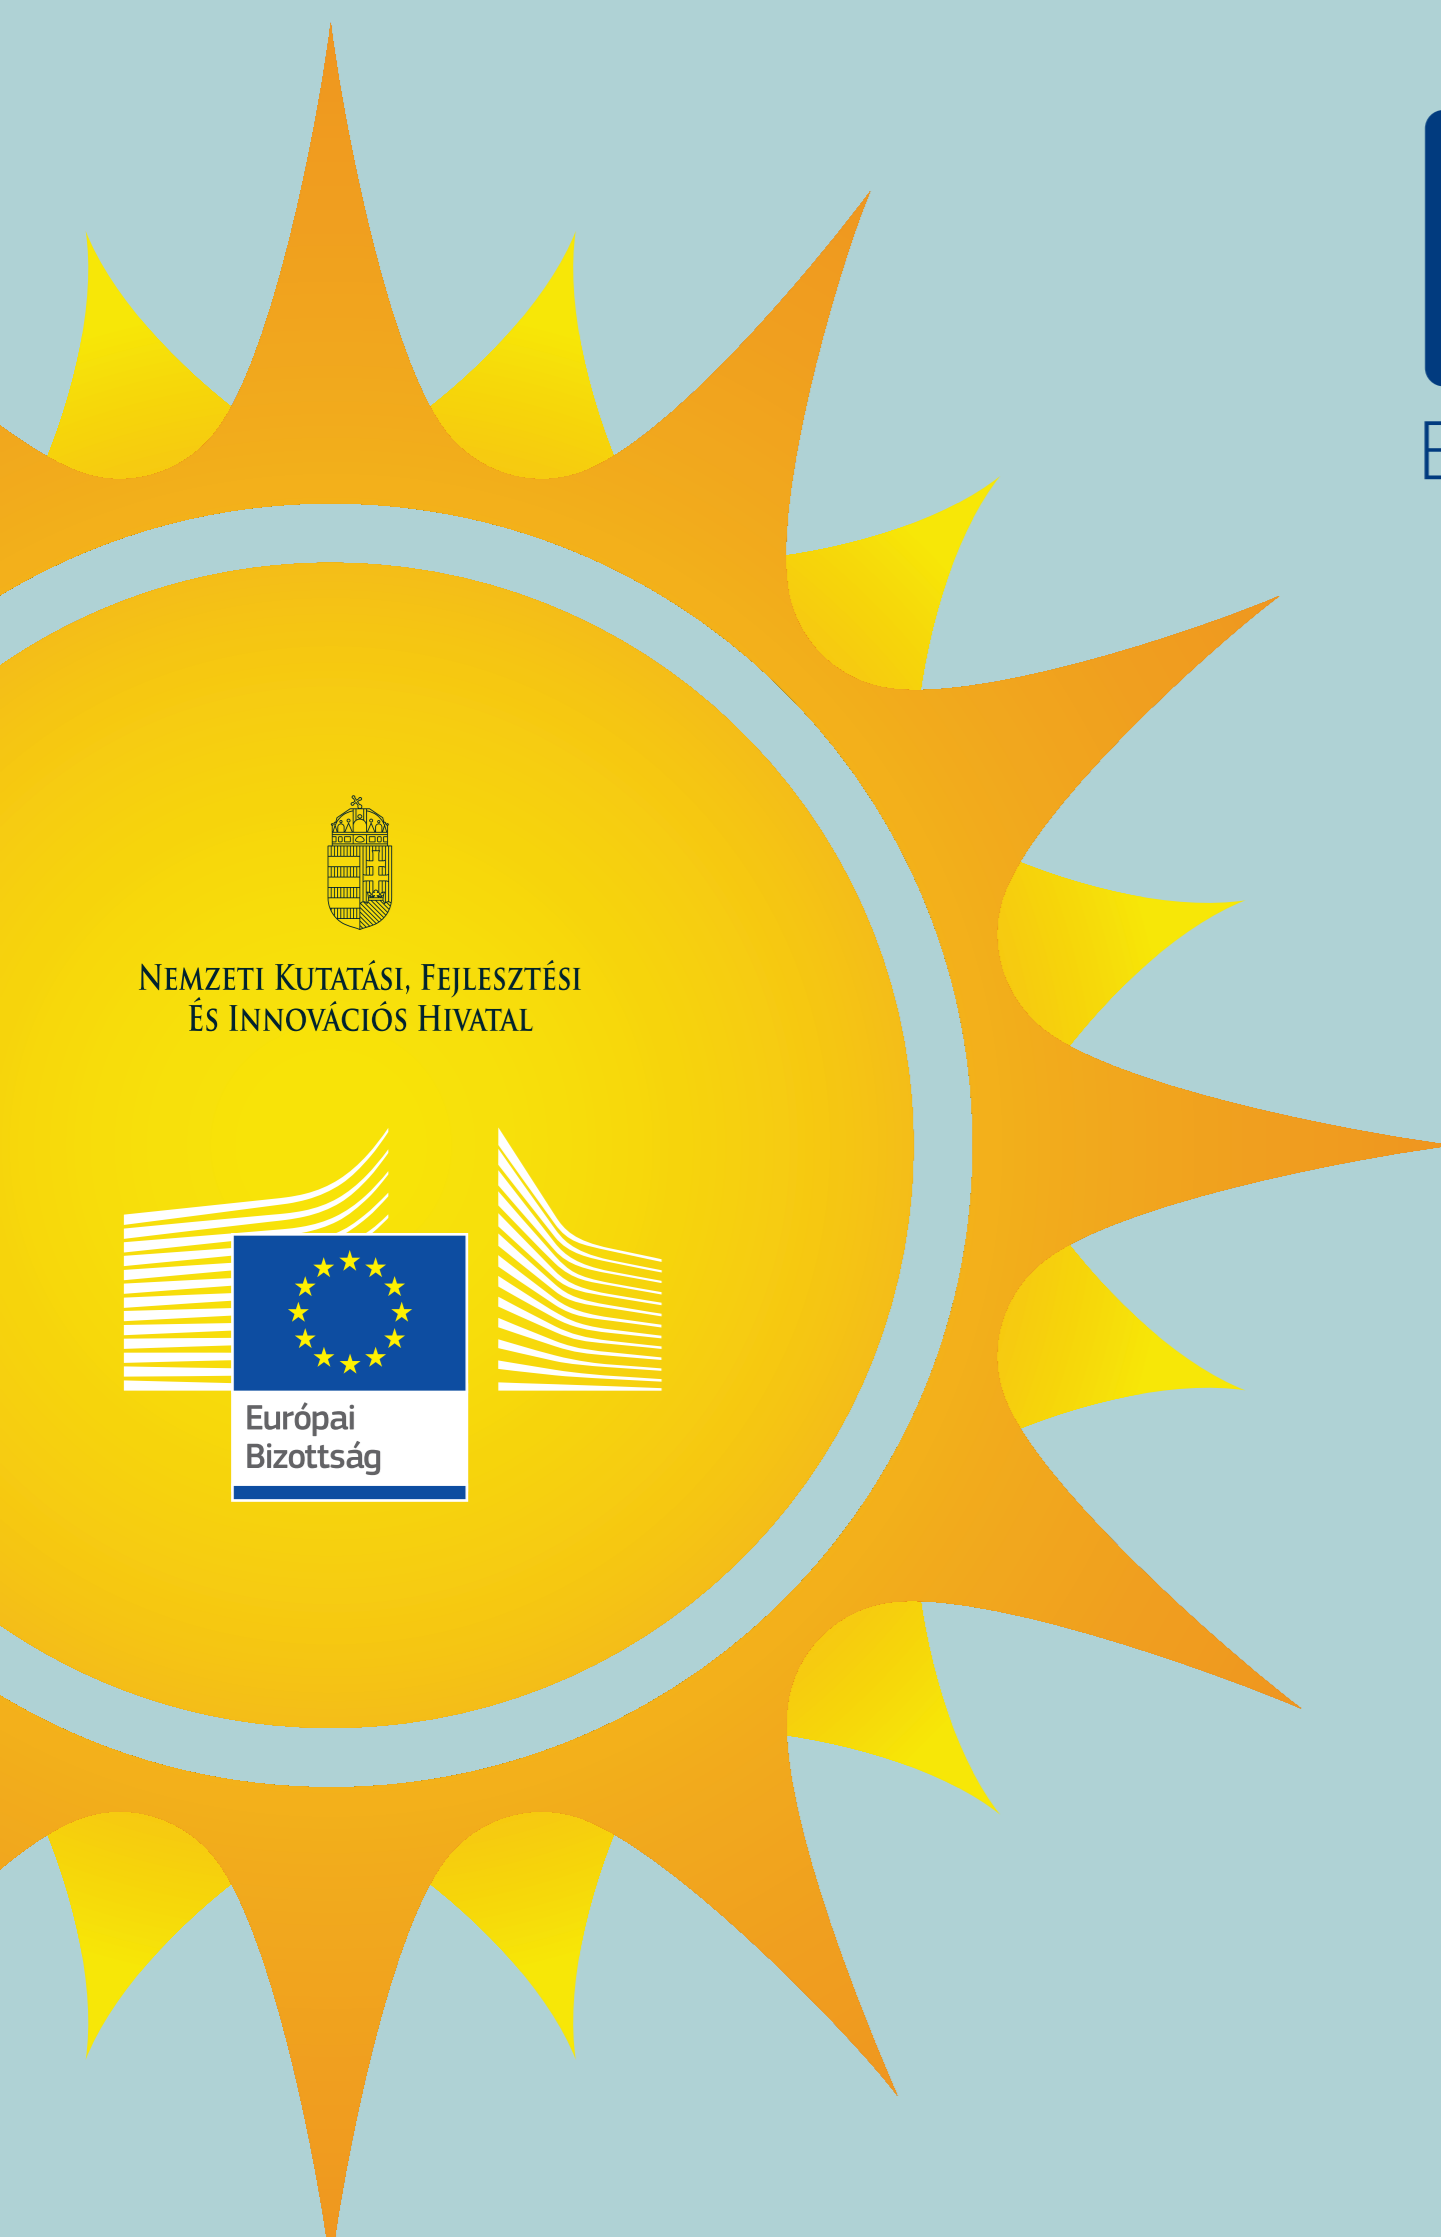 Nemzeti Kutatási, Fejlesztési
És Innovációs Hivatal
Európai
Bizottság